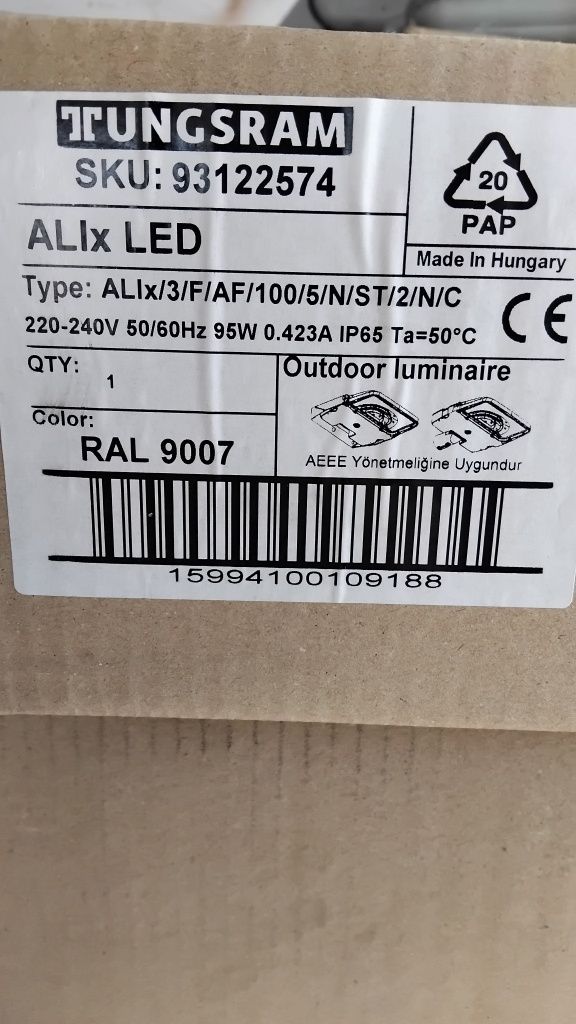 TUNGSRAM
SKU: 93122574
20
PAP
ALIx LED
Made In Hungary
Type: ALIx/3/F/AF/100/5/N/ST/2/N/C
220-240V 50/60Hz 95W 0.423A IP65 Ta=50°C
CE
QTY:
1
Outdoor luminaire
Color:
RAL 9007
AEEE Yönetmeliğine Uygundur
15994100109188